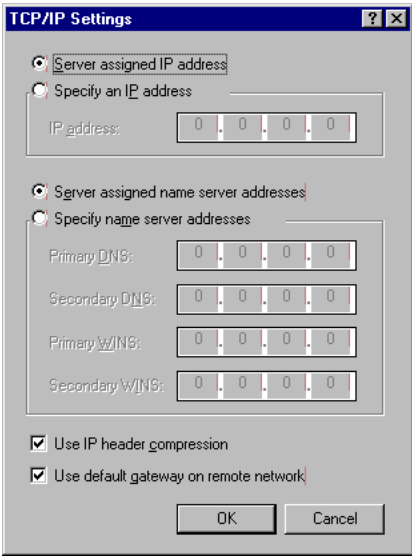 TCP/IP Settings
Server assigned IP address
Specify an IP address
IP address: 0 . 0 . 0 . 0
Server assigned name server addresses
Specify name server addresses
Primary DNS: 0 . 0 . 0 . 0
Secondary DNS: 0 . 0 . 0 . 0
Primary WINS: 0 . 0 . 0 . 0
Secondary WINS: 0 . 0 . 0 . 0
Use IP header compression
Use default gateway on remote network
OK Cancel